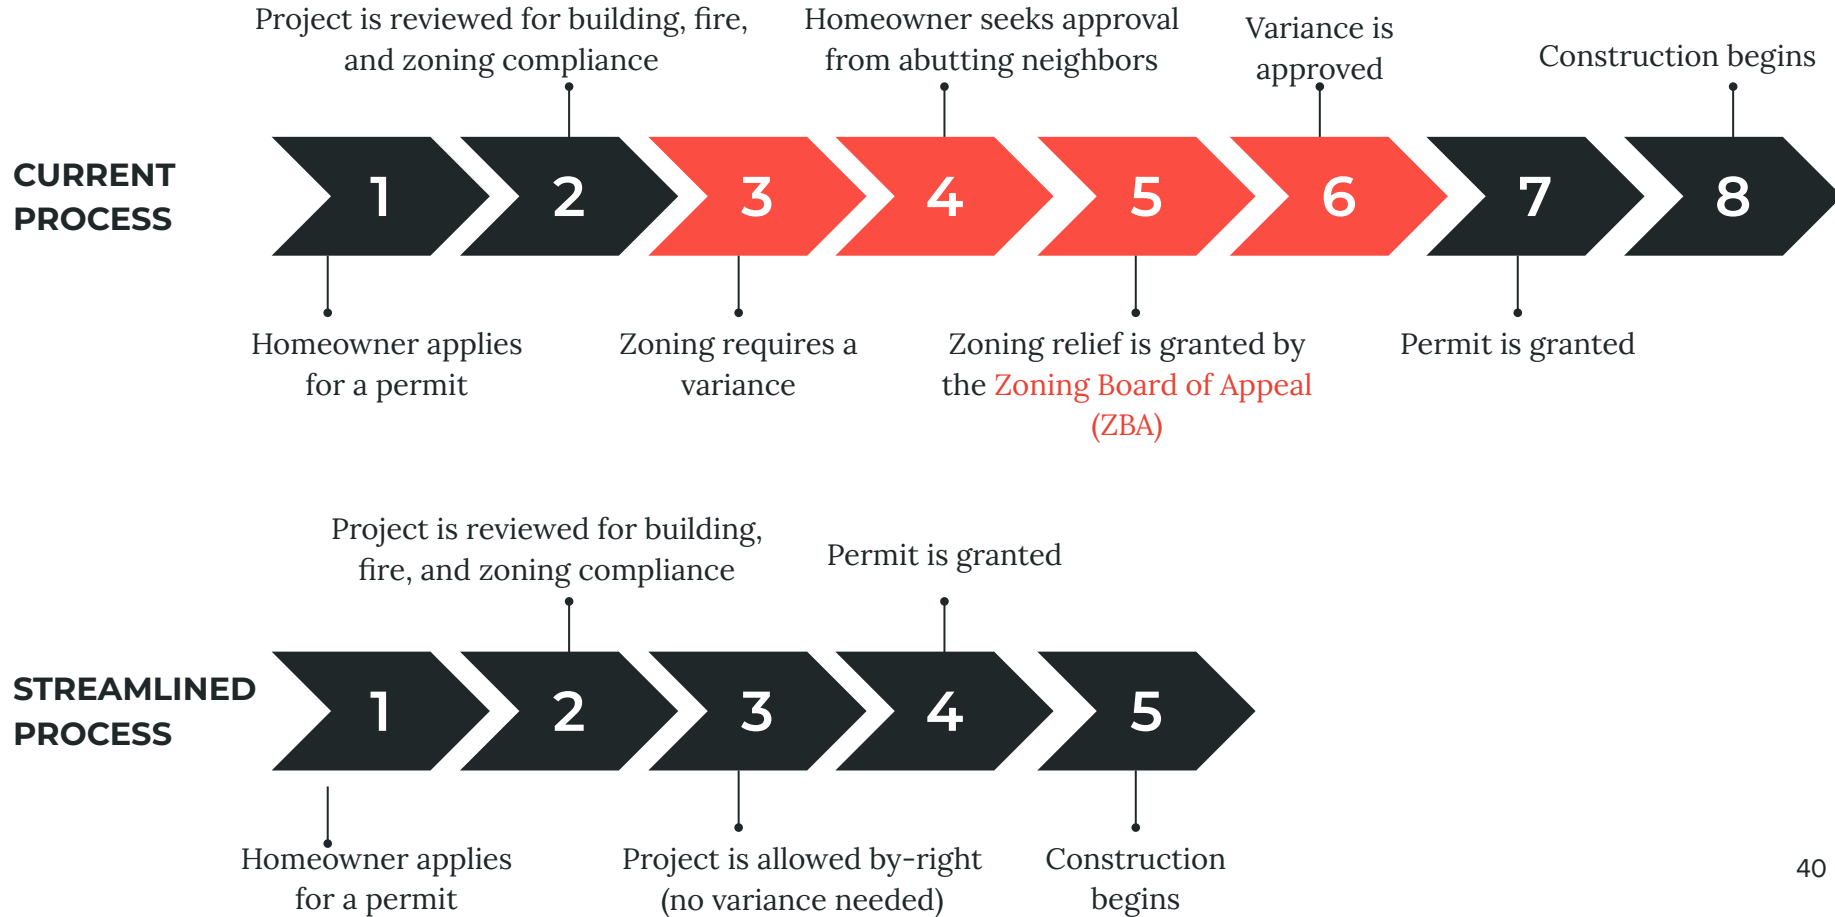 Project is reviewed for building, fire,
and zoning compliance
Homeowner seeks approval
from abutting neighbors
Variance is
approved
Construction begins
CURRENT
PROCESS
1
2
3
4
5
6
7
8
Homeowner applies
for a permit
Zoning requires a
variance
Zoning relief is granted by
the Zoning Board of Appeal
(ZBA)
Permit is granted
Project is reviewed for building,
fire, and zoning compliance
Permit is granted
STREAMLINED
PROCESS
1
2
3
4
5
Homeowner applies
for a permit
Project is allowed by-right
(no variance needed)
Construction
begins
40